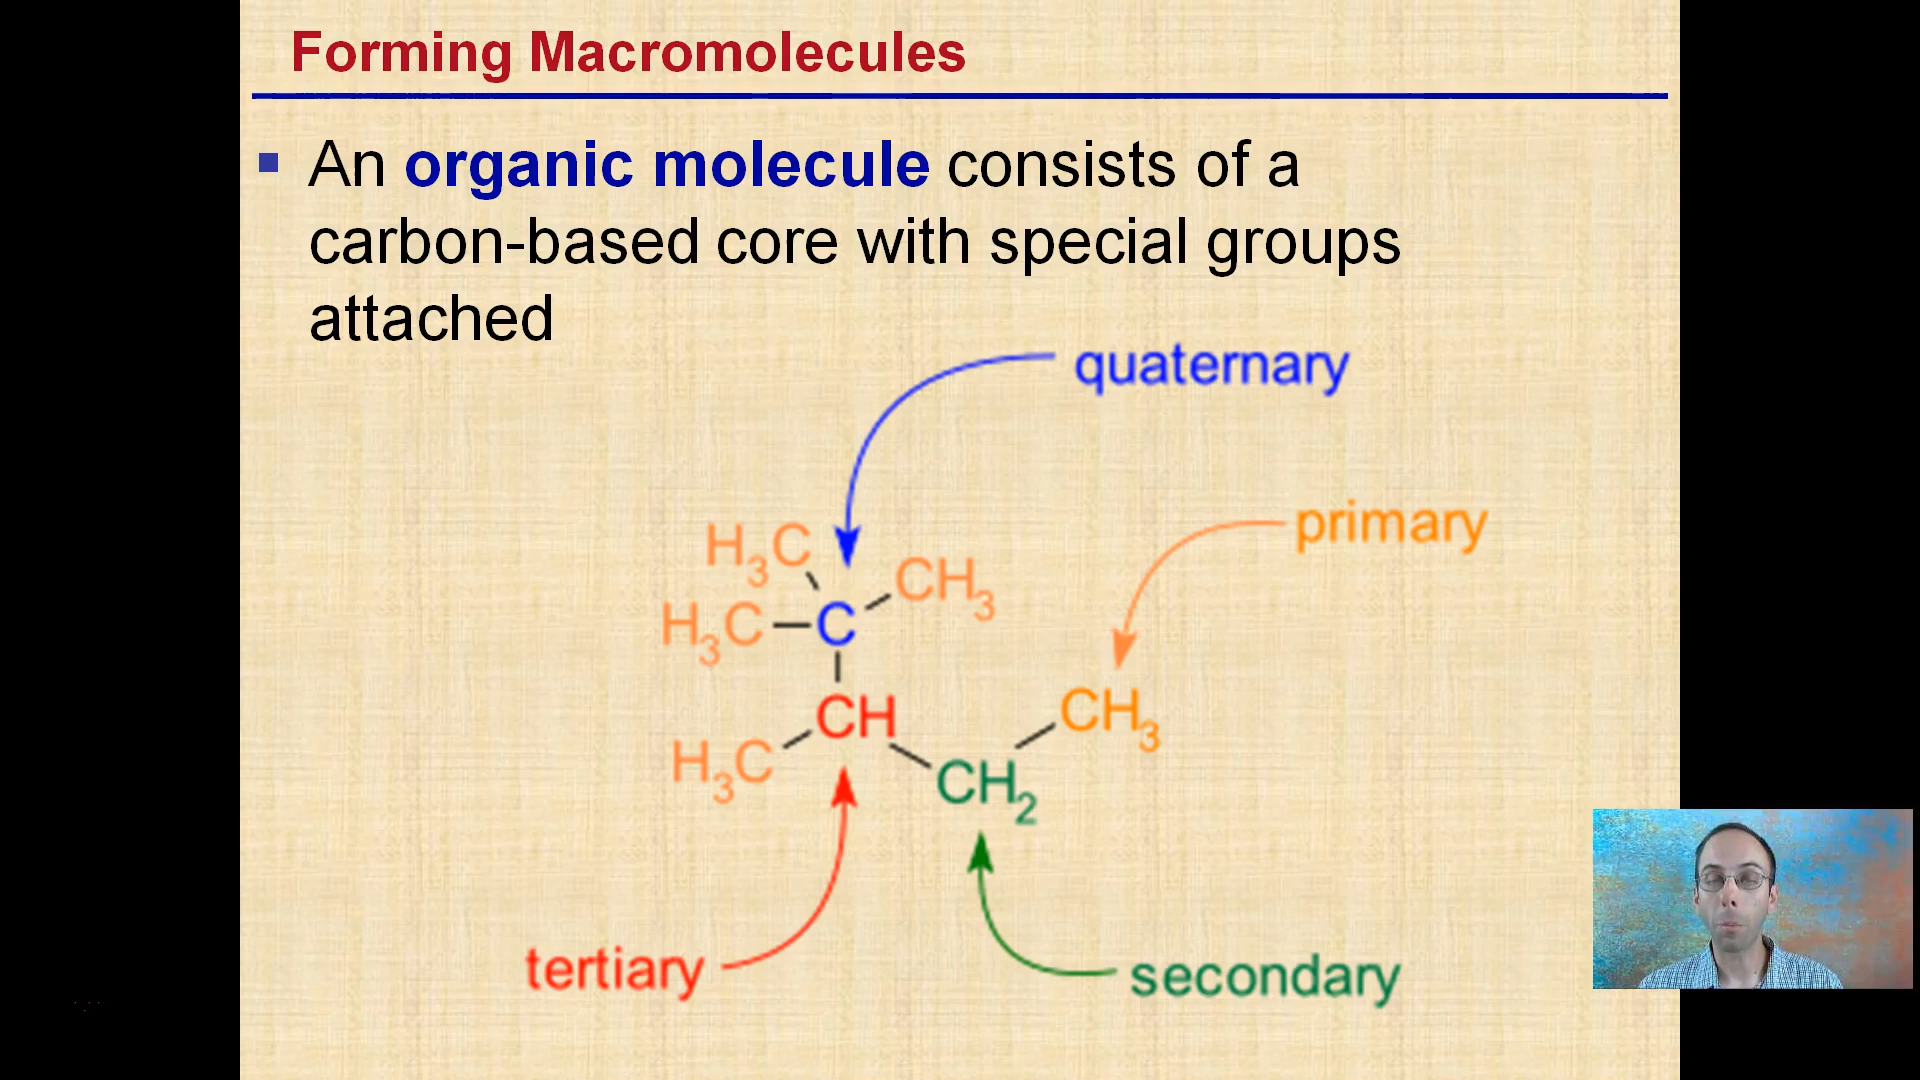 Forming Macromolecules
An organic molecule consists of a
carbon-based core with special groups
attached
quaternary
primary
H3C
CH3
H3C
C
CH
CH3
H3C
CH2
tertiary
secondary